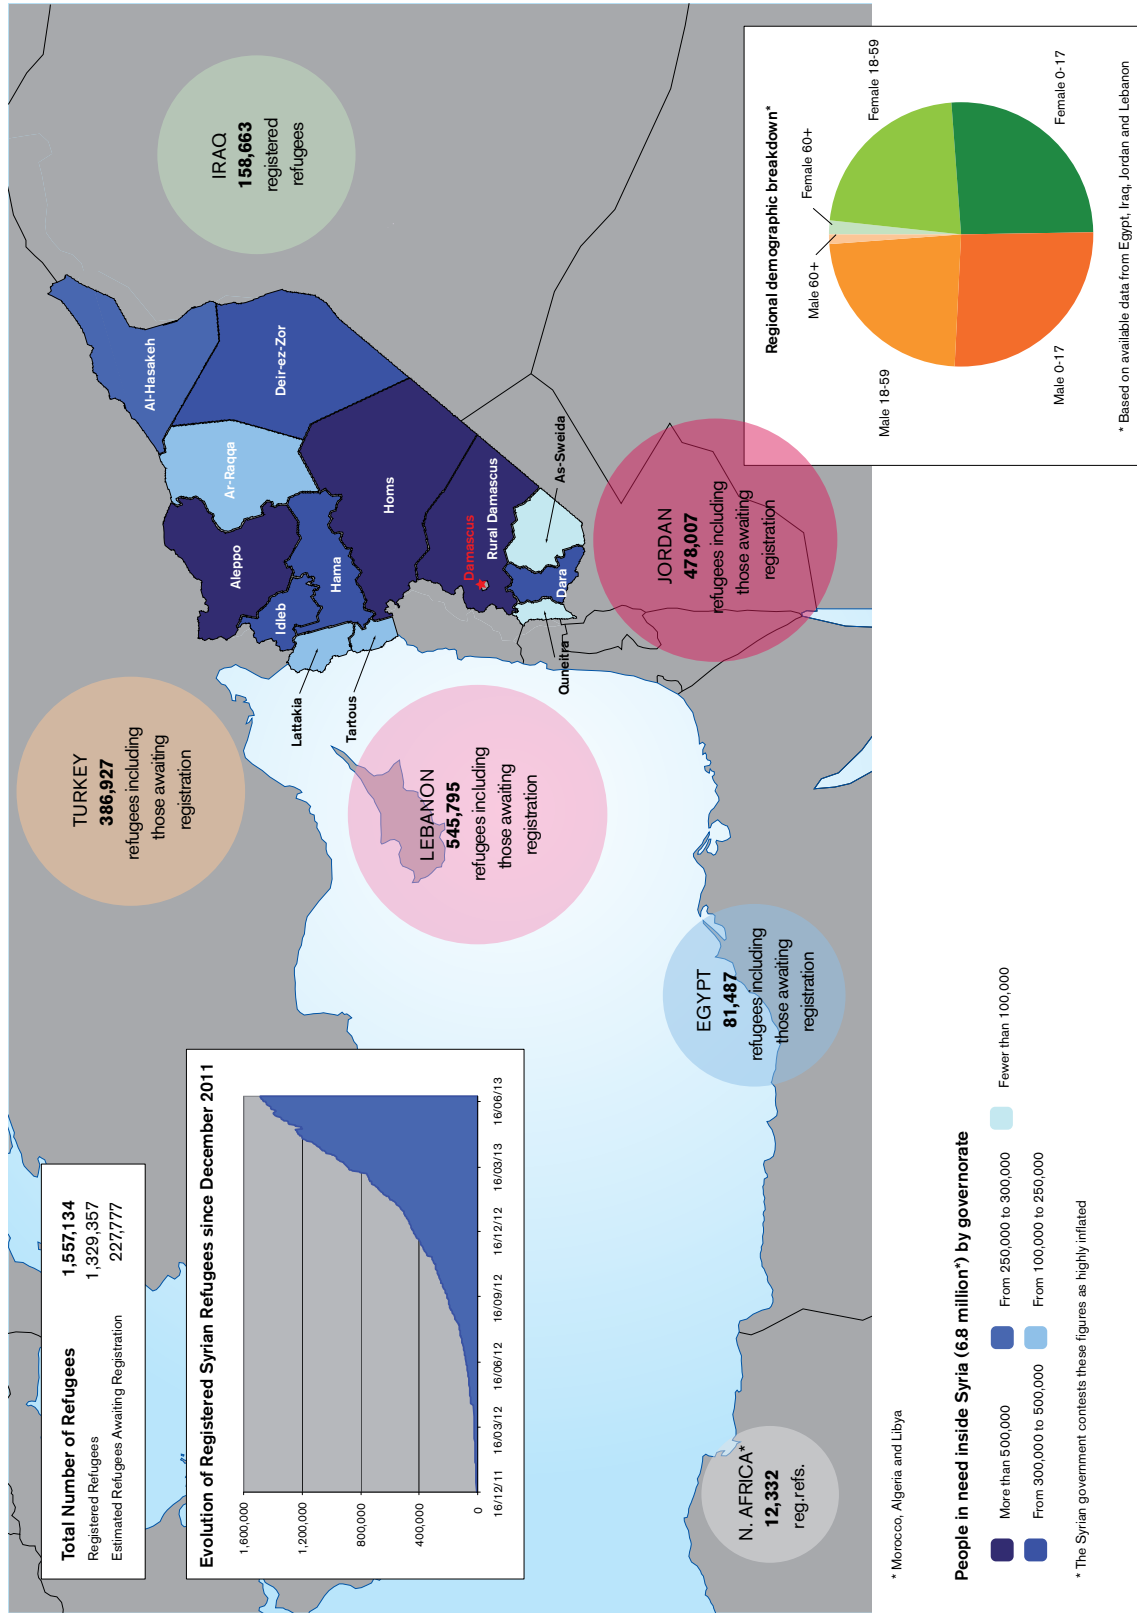 Total Number of Refugees 1,557,134
Registered Refugees 1,329,357
Estimated Refugees Awaiting Registration 227,777
Evolution of Registered Syrian Refugees since December 2011
1,600,000
1,200,000
800,000
400,000
0
16/12/11 16/03/12 16/06/12 16/09/12 16/12/12 16/03/13 16/06/13
TURKEY
386,927
refugees including
those awaiting
registration
IRAQ
158,663
registered
refugees
LEBANON
545,795
refugees including
those awaiting
registration
JORDAN
478,007
refugees including
those awaiting
registration
EGYPT
81,487
refugees including
those awaiting
registration
N. AFRICA*
12,332
reg.refs.
Al-Hasakeh
Ar-Raqqa
Aleppo
Deir-ez-Zor
Idleb
Hama
Lattakia
Tartous
Homs
Damascus
Rural Damascus
As-Sweida
Dara
Quneitra
Regional demographic breakdown*
Male 60+
Female 60+
Male 18-59
Female 18-59
Male 0-17
Female 0-17
* Based on available data from Egypt, Iraq, Jordan and Lebanon
* Morocco, Algeria and Libya
People in need inside Syria (6.8 million*) by governorate
More than 500,000
From 250,000 to 300,000
Fewer than 100,000
From 300,000 to 500,000
From 100,000 to 250,000
* The Syrian government contests these figures as highly inflated